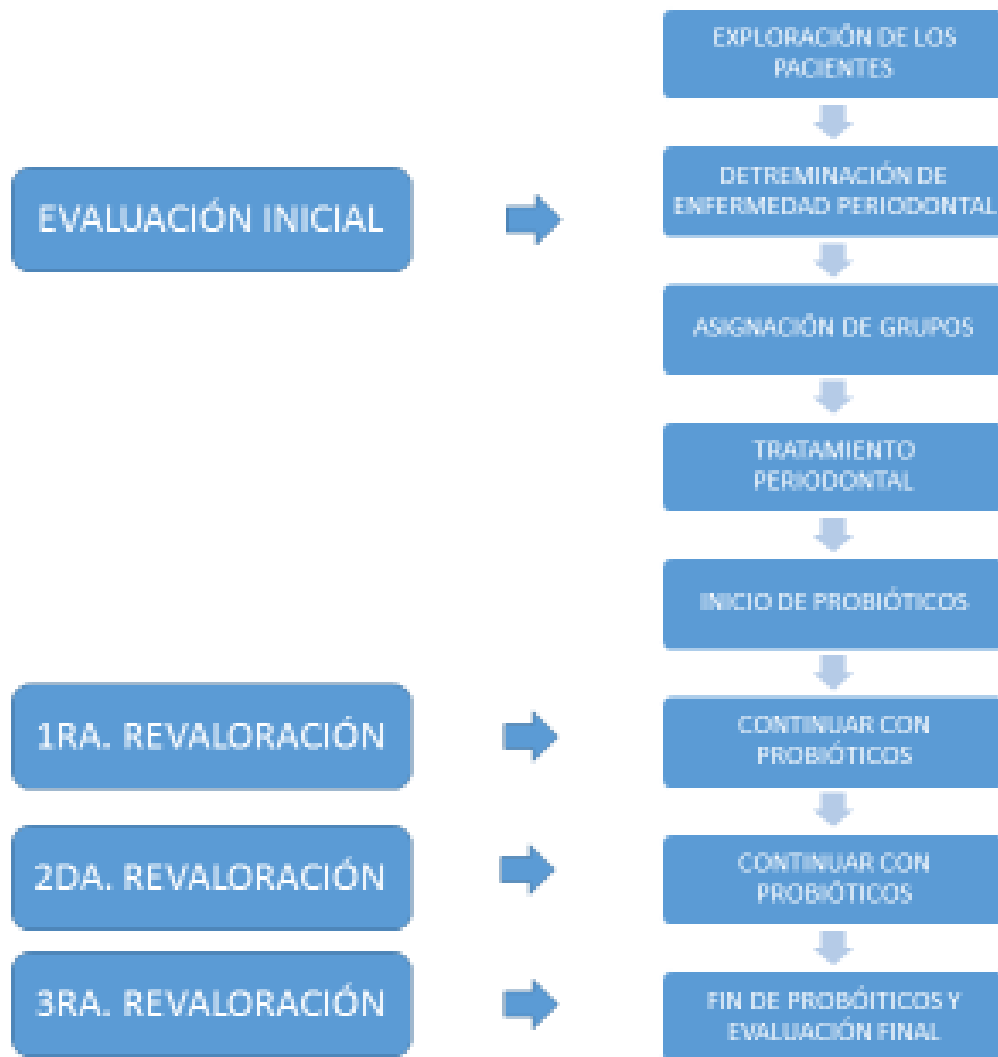 EXPLORACIÓN DE LOS
PACIENTES
EVALUACIÓN INICIAL
DETREMINACIÓN DE
ENFERMEDAD PERIODONTAL
ASIGNACIÓN DE GRUPOS
TRATAMIENTO
PERIODONTAL
INICIO DE PROBIÓTICOS
1RA. REVALORACIÓN
CONTINUAR CON
PROBIÓTICOS
2DA. REVALORACIÓN
CONTINUAR CON
PROBIÓTICOS
3RA. REVALORACIÓN
FIN DE PROBÓITICOS Y
EVALUACIÓN FINAL